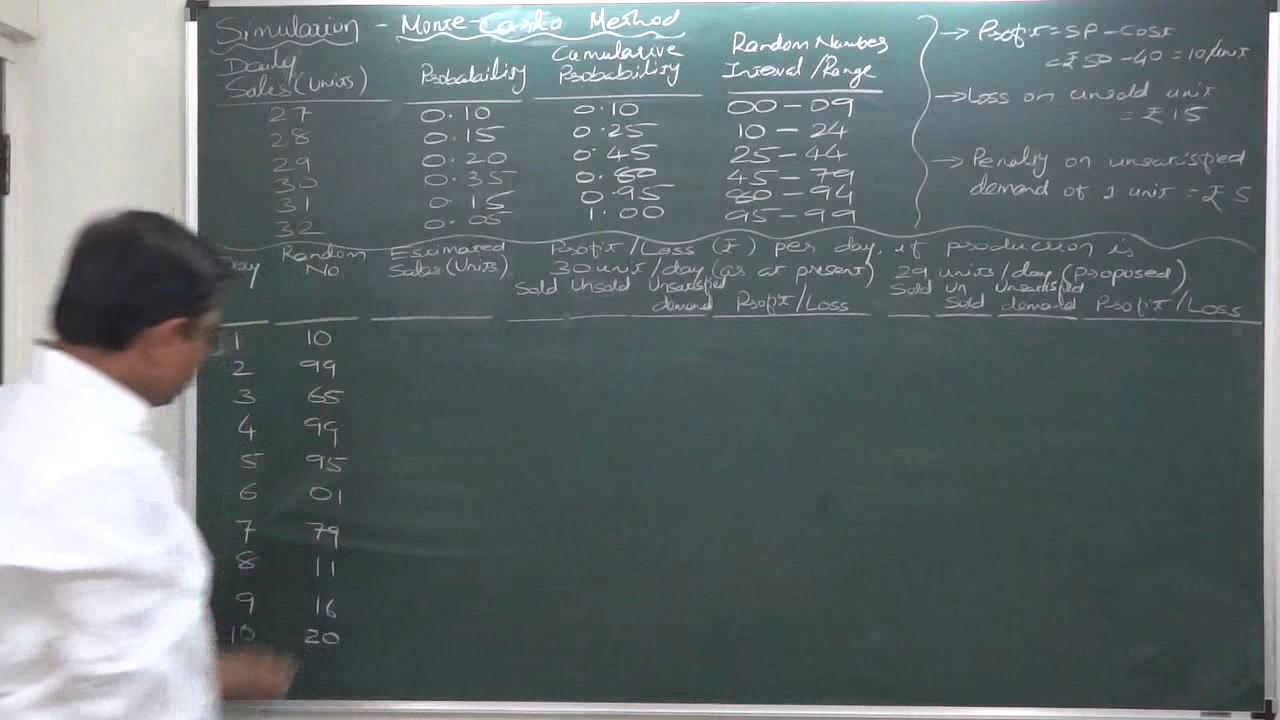 Simulation - Monte-Carlo Method
Daily Sales (Units) Probability Cumulative Probability Random Number Interval/Range
27 0.10 0.10 00 - 09
28 0.15 0.25 10 - 24
29 0.20 0.45 25 - 44
30 0.35 0.80 45 - 79
31 0.15 0.95 80 - 94
32 0.05 1.00 95 - 99
→ Profit = SP - Cost
= ₹ 50 - 40 = 10/unit
→ Loss on unsold unit
= ₹ 15
→ Penalty on unsatisfied
demand of 1 unit = ₹ 5
Random No Estimated Sales (Units) Profit/Loss (₹) per day, if production is
30 unit/day (as at present) 29 units/day (proposed)
Sold Unsold Unsatisfied demand Profit/Loss Sold Un Sold Unsatisfied demand Profit/Loss
1 10
2 99
3 65
4 99
5 95
6 01
7 79
8 11
9 16
10 20